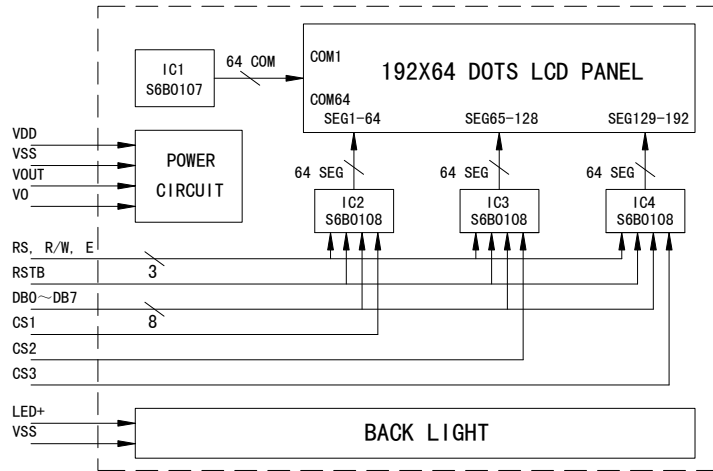 64 COM
IC1
S6B0107
COM1
192X64 DOTS LCD PANEL
COM64
SEG1-64
SEG65-128
SEG129-192
VDD
VSS
VOUT
VO
POWER
CIRCUIT
64 SEG
64 SEG
64 SEG
IC2
S6B0108
IC3
S6B0108
IC4
S6B0108
RS, R/W, E
3
RSTB
DB0～DB7
8
CS1
CS2
CS3
LED+
VSS
BACK LIGHT